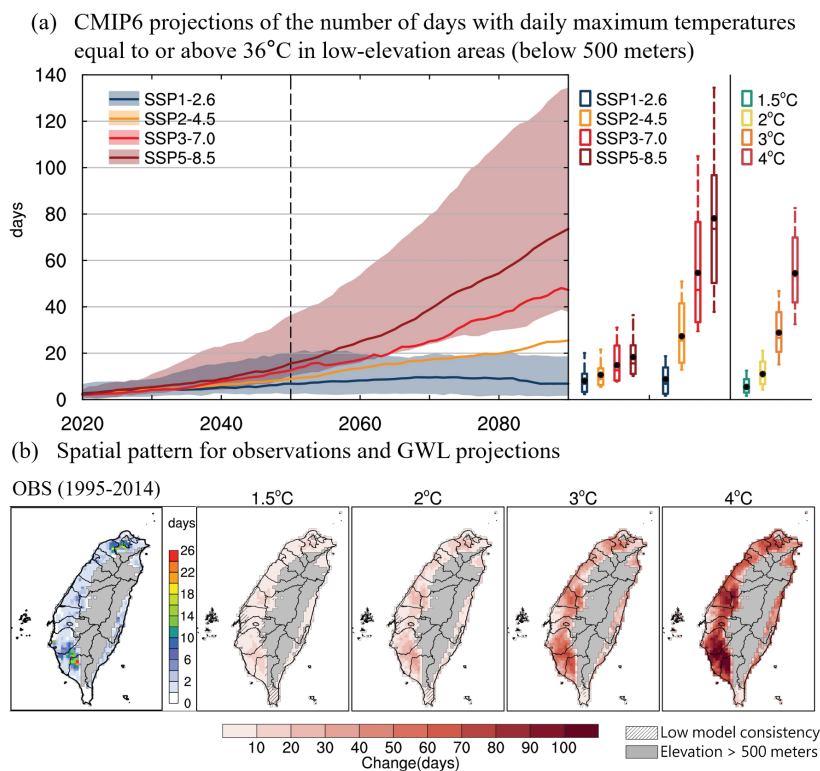 (a) CMIP6 projections of the number of days with daily maximum temperatures
equal to or above 36°C in low-elevation areas (below 500 meters)
140
120
100
80
60
40
20
0
days
SSP1-2.6
SSP2-4.5
SSP3-7.0
SSP5-8.5
2020 2040 2060 2080
SSP1-2.6
SSP2-4.5
SSP3-7.0
SSP5-8.5
1.5°C
2°C
3°C
4°C
(b) Spatial pattern for observations and GWL projections
OBS (1995-2014)
1.5°C 2°C 3°C 4°C
days
26
22
20
18
16
14
12
10
8
6
4
2
0
10 20 30 40 50 60 70 80 90 100
Change(days)
Low model consistency
Elevation > 500 meters